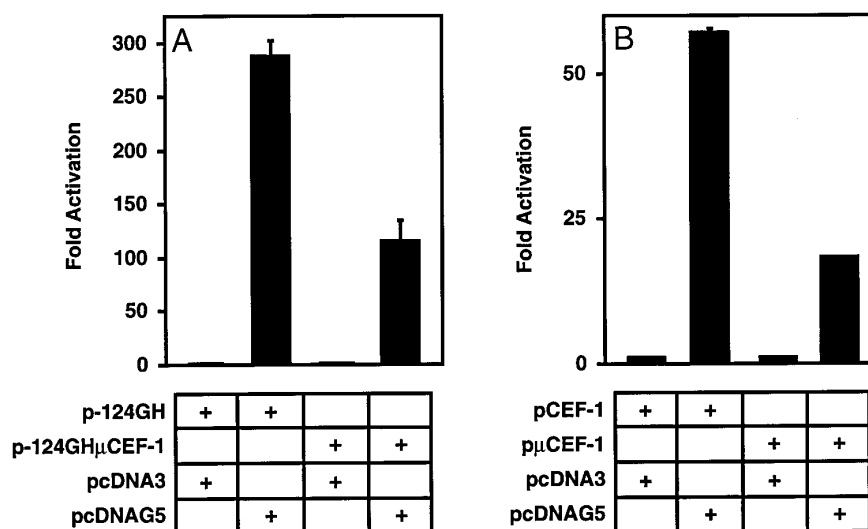 A
Fold Activation
300
250
200
150
100
50
0
p-124GH + +
p-124GHµCEF-1 + +
pcDNA3 + +
pcDNAG5 + +
B
Fold Activation
50
25
0
pCEF-1 + +
pµCEF-1 + +
pcDNA3 + +
pcDNAG5 + +